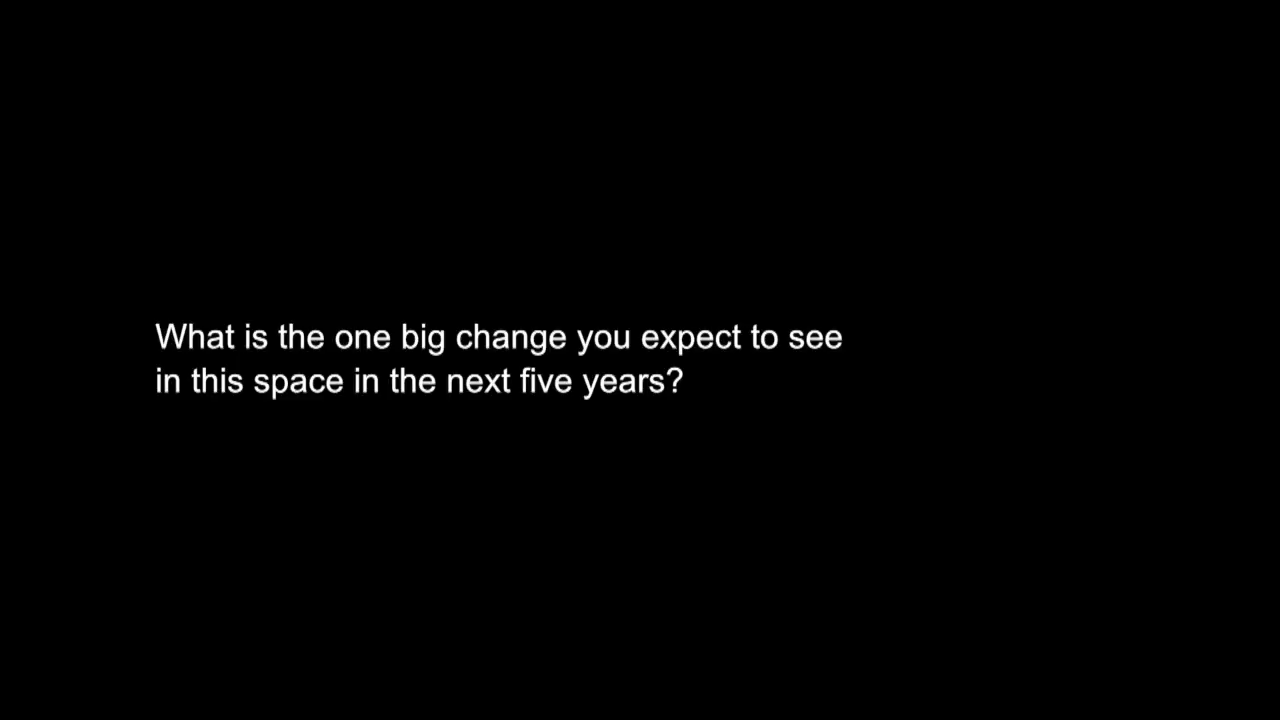 What is the one big change you expect to see
in this space in the next five years?